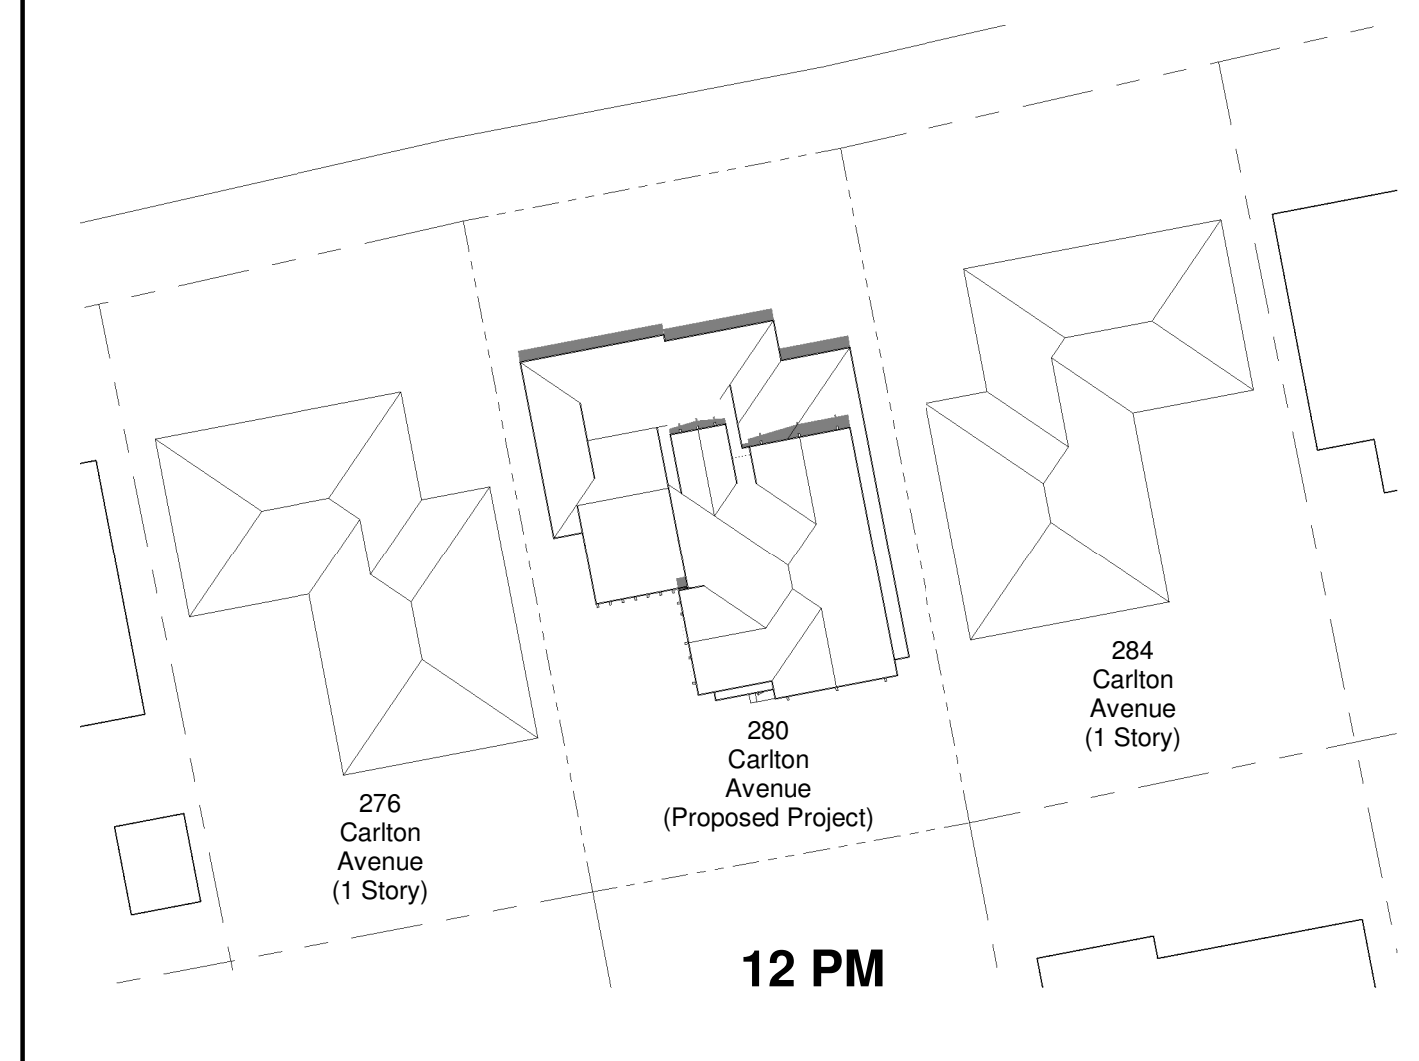 284
Carlton
Avenue
(1 Story)
280
Carlton
Avenue
(Proposed Project)
276
Carlton
Avenue
(1 Story)
12 PM